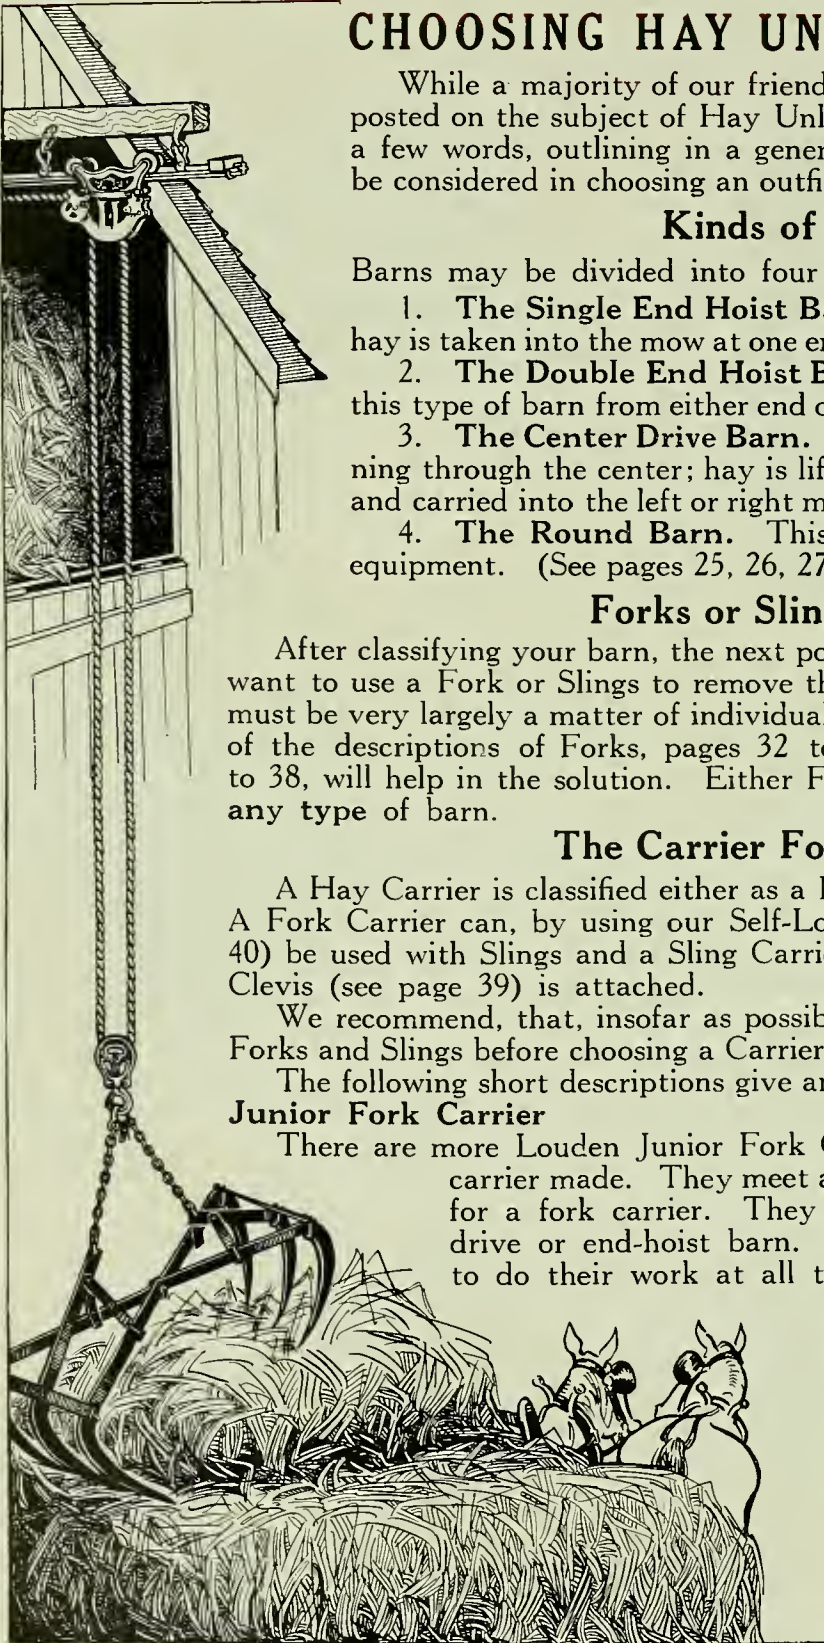 CHOOSING HAY UN
While a majority of our friend
posted on the subject of Hay Unl
a few words, outlining in a gener
be considered in choosing an outfi
Kinds of
Barns may be divided into four
1. The Single End Hoist B
hay is taken into the mow at one e
2. The Double End Hoist B
this type of barn from either end o
3. The Center Drive Barn.
ning through the center; hay is lif
and carried into the left or right m
4. The Round Barn. This
equipment. (See pages 25, 26, 27
Forks or Slin
After classifying your barn, the next po
want to use a Fork or Slings to remove th
must be very largely a matter of individual
of the descriptions of Forks, pages 32 to
to 38, will help in the solution. Either F
any type of barn.
The Carrier Fo
A Hay Carrier is classified either as a
A Fork Carrier can, by using our Self-Lo
40) be used with Slings and a Sling Carri
Clevis (see page 39) is attached.
We recommend, that, insofar as possib
Forks and Slings before choosing a Carrier
The following short descriptions give a
Junior Fork Carrier
There are more Louden Junior Fork C
carrier made. They meet a
for a fork carrier. They
drive or end-hoist barn.
to do their work at all t